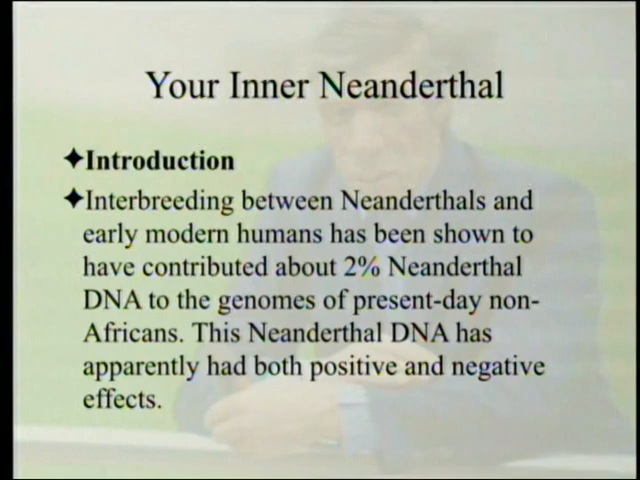 Your Inner Neanderthal
✦Introduction
✦Interbreeding between Neanderthals and
early modern humans has been shown to
have contributed about 2% Neanderthal
DNA to the genomes of present-day non-
Africans. This Neanderthal DNA has
apparently had both positive and negative
effects.